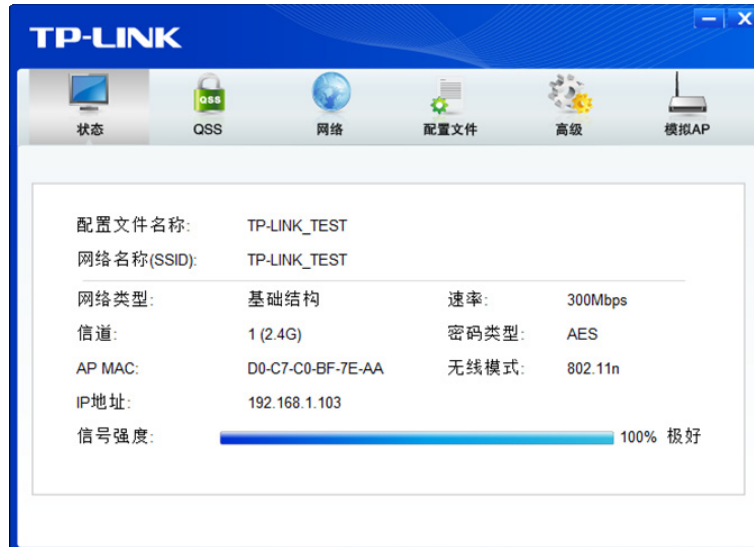 TP-LINK
QSS
状态 QSS 网络 配置文件 高级 模拟AP
配置文件名称: TP-LINK_TEST
网络名称(SSID): TP-LINK_TEST
网络类型: 基础结构 速率: 300Mbps
信道: 1 (2.4G) 密码类型: AES
AP MAC: D0-C7-C0-BF-7E-AA 无线模式: 802.11n
IP地址: 192.168.1.103
信号强度: 100% 极好